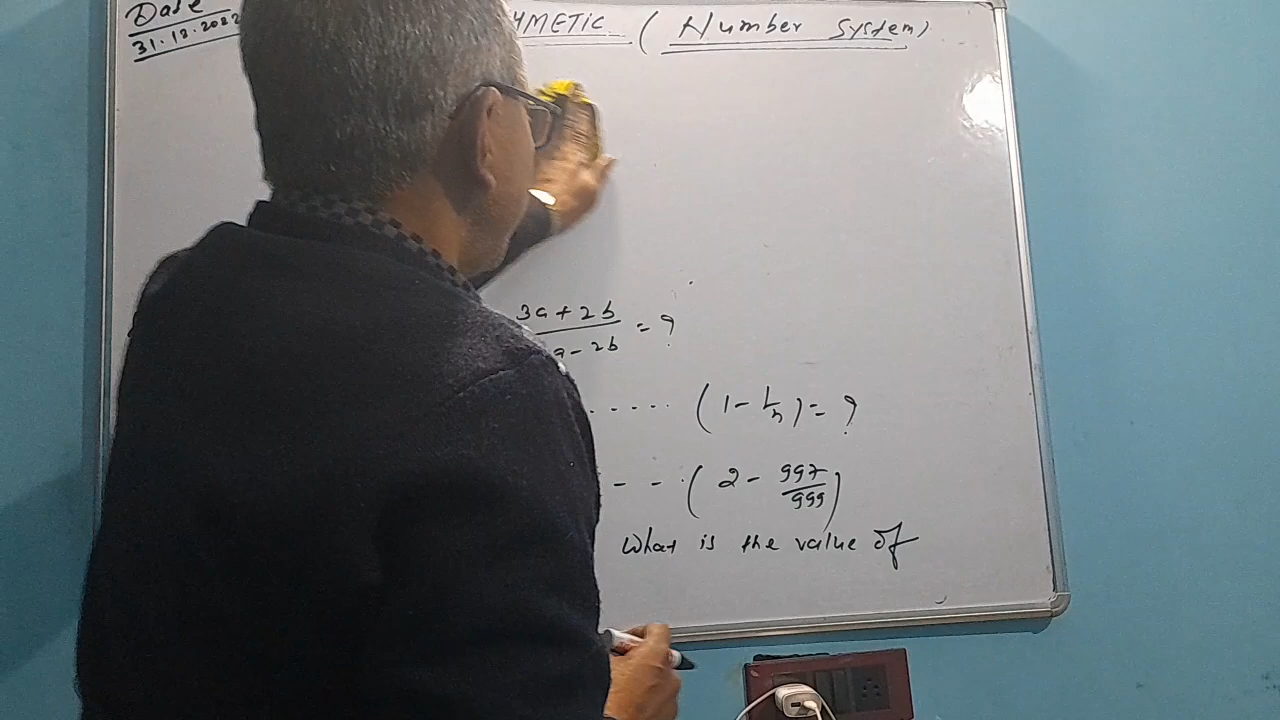 Date
31.12.2022
HMETIC (Number System)
3a+2b
a-2b = ?
..... (1 - 1/n) = ?
- - .(2 - 997/999)
What is the value of